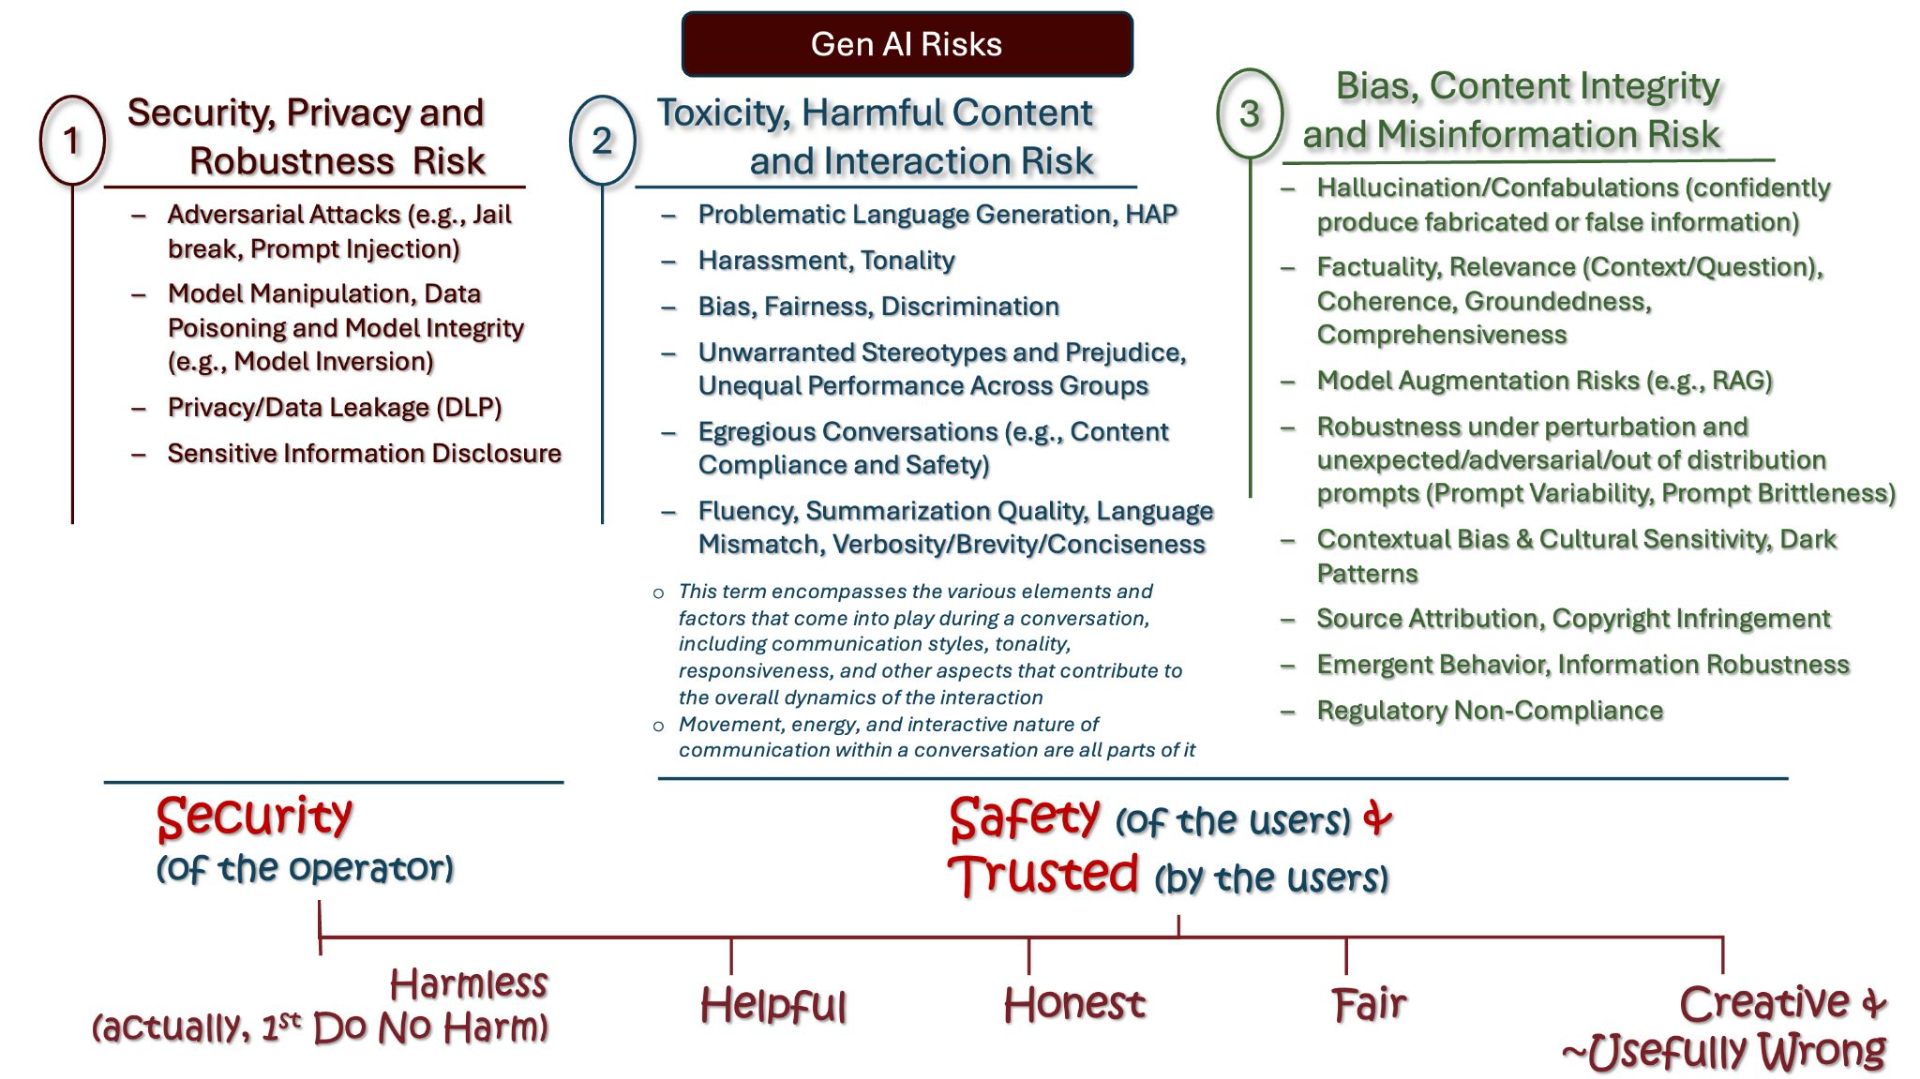 Gen AI Risks
1
Security, Privacy and
Robustness Risk
– Adversarial Attacks (e.g., Jail
break, Prompt Injection)
– Model Manipulation, Data
Poisoning and Model Integrity
(e.g., Model Inversion)
– Privacy/Data Leakage (DLP)
– Sensitive Information Disclosure
2
Toxicity, Harmful Content
and Interaction Risk
– Problematic Language Generation, HAP
– Harassment, Tonality
– Bias, Fairness, Discrimination
– Unwarranted Stereotypes and Prejudice,
Unequal Performance Across Groups
– Egregious Conversations (e.g., Content
Compliance and Safety)
– Fluency, Summarization Quality, Language
Mismatch, Verbosity/Brevity/Conciseness
o This term encompasses the various elements and
factors that come into play during a conversation,
including communication styles, tonality,
responsiveness, and other aspects that contribute to
the overall dynamics of the interaction
o Movement, energy, and interactive nature of
communication within a conversation are all parts of it
3
Bias, Content Integrity
and Misinformation Risk
– Hallucination/Confabulations (confidently
produce fabricated or false information)
– Factuality, Relevance (Context/Question),
Coherence, Groundedness,
Comprehensiveness
– Model Augmentation Risks (e.g., RAG)
– Robustness under perturbation and
unexpected/adversarial/out of distribution
prompts (Prompt Variability, Prompt Brittleness)
– Contextual Bias & Cultural Sensitivity, Dark
Patterns
– Source Attribution, Copyright Infringement
– Emergent Behavior, Information Robustness
– Regulatory Non-Compliance
Security
(of the operator)
Safety (of the users) &
Trusted (by the users)
Harmless
(actually, 1st Do No Harm)
Helpful
Honest
Fair
Creative &
~Usefully Wrong